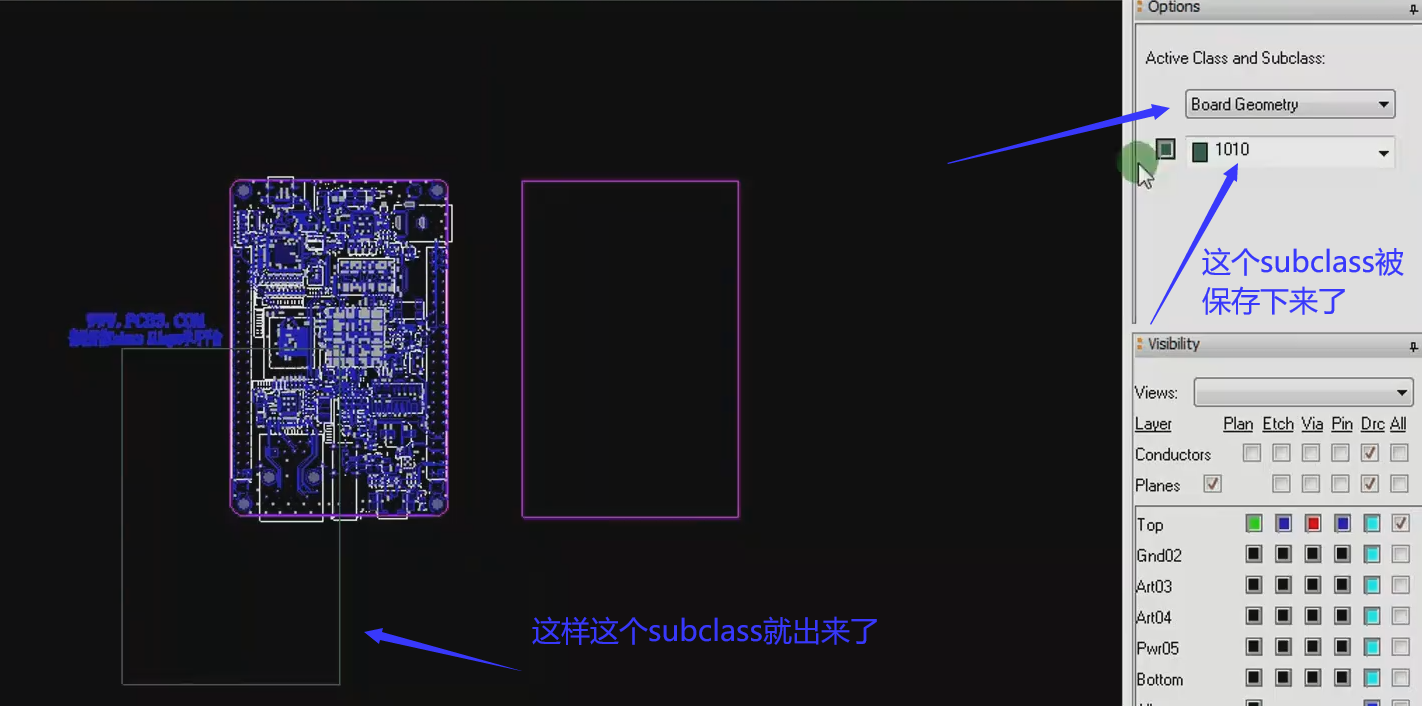 Options
Active Class and Subclass:
Board Geometry
1010
这个subclass被
保存下来了
WWW.PCB3.COM
Visibility
Views:
Layer Plan Etch Via Pin Drc All
Conductors
Planes
Top
Gnd02
Art03
Art04
Pwr05
Bottom
这样这个subclass就出来了